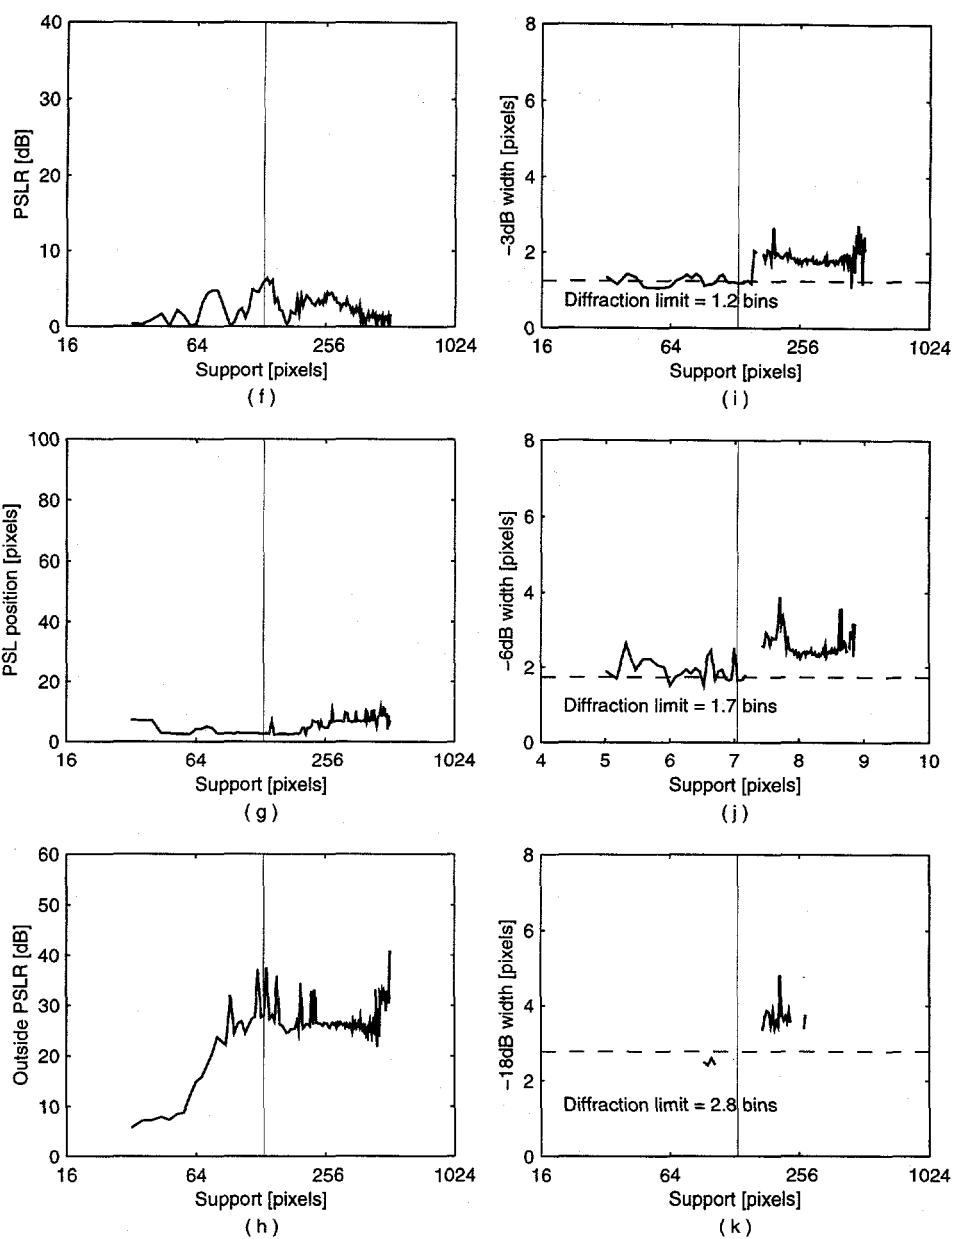 40
30
20
10
0
PSLR [dB]
16 64 256 1024
Support [pixels]
( f )
8
6
4
2
0
-3dB width [pixels]
Diffraction limit = 1.2 bins
16 64 256 1024
Support [pixels]
( i )
100
80
60
40
20
0
PSL position [pixels]
16 64 256 1024
Support [pixels]
( g )
8
6
4
2
0
-6dB width [pixels]
Diffraction limit = 1.7 bins
4 5 6 7 8 9 10
Support [pixels]
( j )
60
50
40
30
20
10
0
Outside PSLR [dB]
16 64 256 1024
Support [pixels]
( h )
8
6
4
2
0
-18dB width [pixels]
Diffraction limit = 2.8 bins
16 64 256 1024
Support [pixels]
( k )